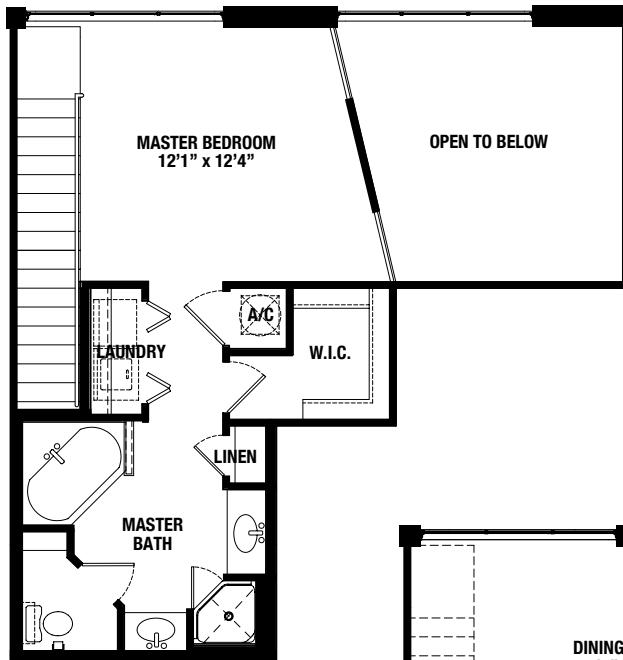 MASTER BEDROOM
12'1" x 12'4"
OPEN TO BELOW
A/C
LAUNDRY
W.I.C.
LINEN
MASTER
BATH
DINING